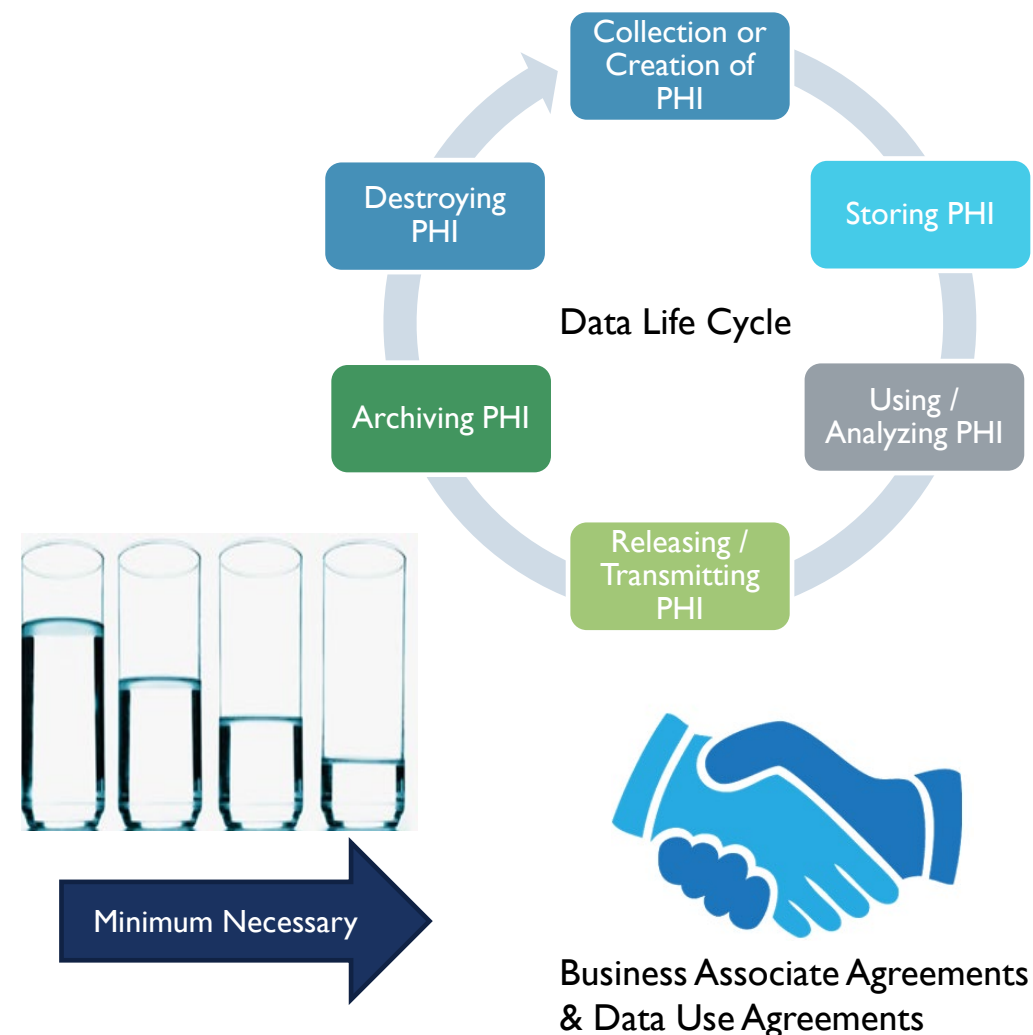 Collection or
Creation of
PHI
Destroying
PHI
Storing PHI
Data Life Cycle
Archiving PHI
Using /
Analyzing PHI
Releasing /
Transmitting
PHI
Minimum Necessary
Business Associate Agreements
& Data Use Agreements